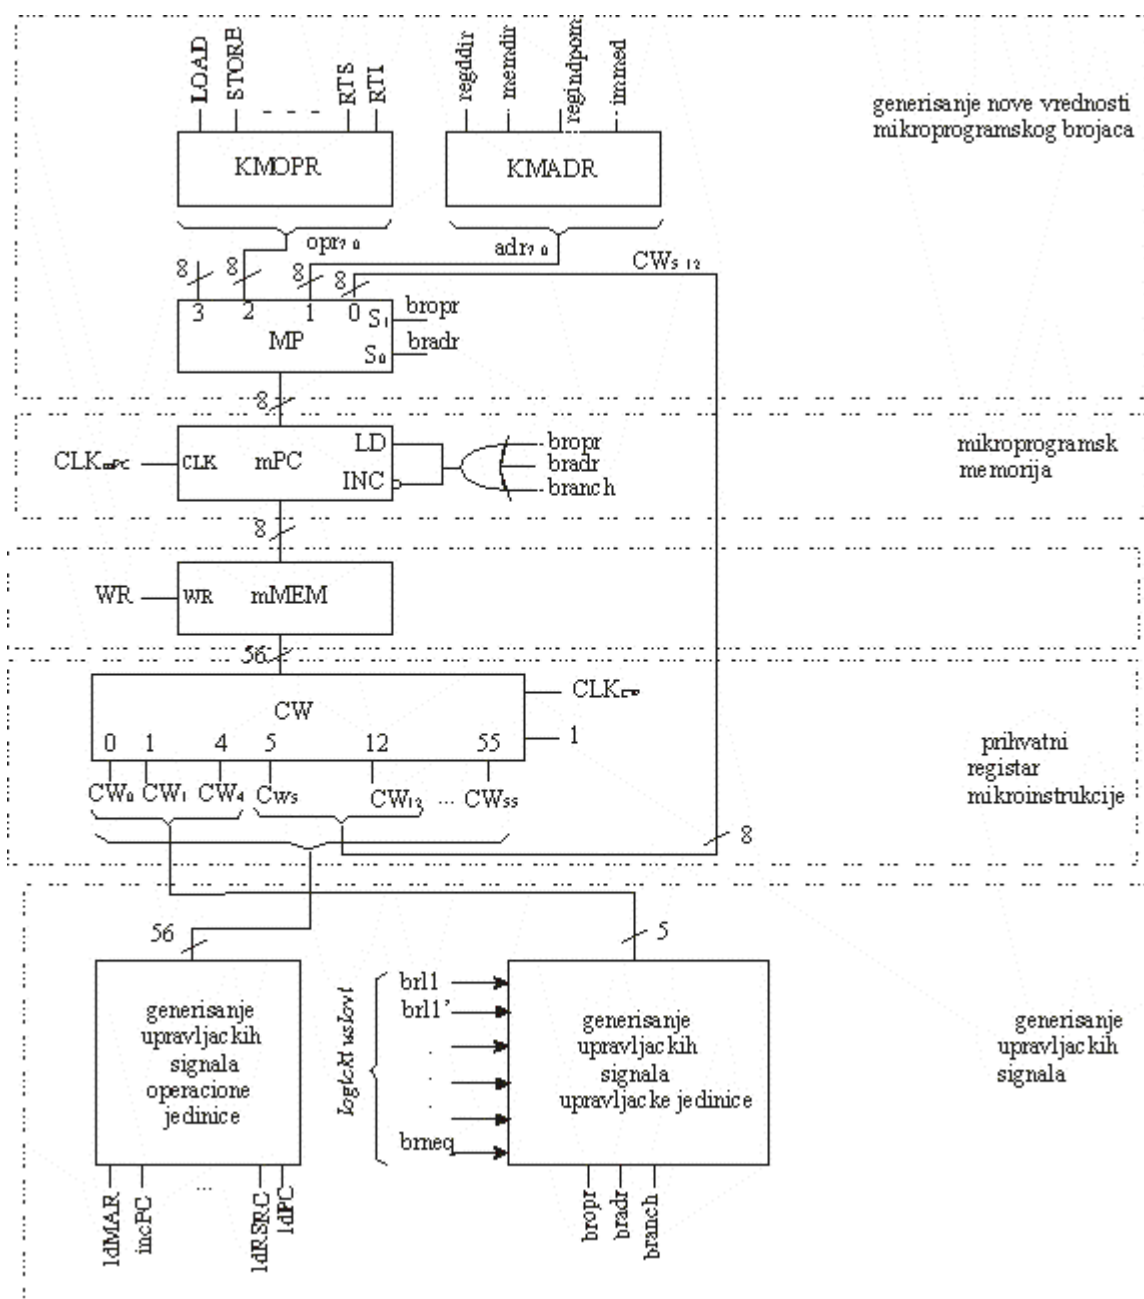 LOAD
STORE
RTS
RTI
regddir
memdir
regindpom
immed
generisanje nove vrednosti
mikroprogramskog brojaca
KMOPR
KMADR
opr7 0
adr7 0
CW5 12
8
8
8
8
3
2
1
0
S1
bropr
MP
S0
bradr
8
mikroprogramsk
memorija
CLKmPC
CLK
mPC
LD
INC
bropr
bradr
branch
8
WR
WR
mMEM
56
CW
CLKCW
1
0
1
4
5
12
55
prihvatni
registar
mikroinstrukcije
CW0
CW1
CW4
CW5
CW12
...
CW55
8
56
5
generisanje
upravljackih
signala
operacione
jedinice
logicki uslovi
brl1
brl1'
brneq
generisanje
upravljackih
signala
upravljacke jedinice
generisanje
upravljackih
signala
ldMAR
incPC
...
ldRSRC
ldPC
bropr
bradr
branch